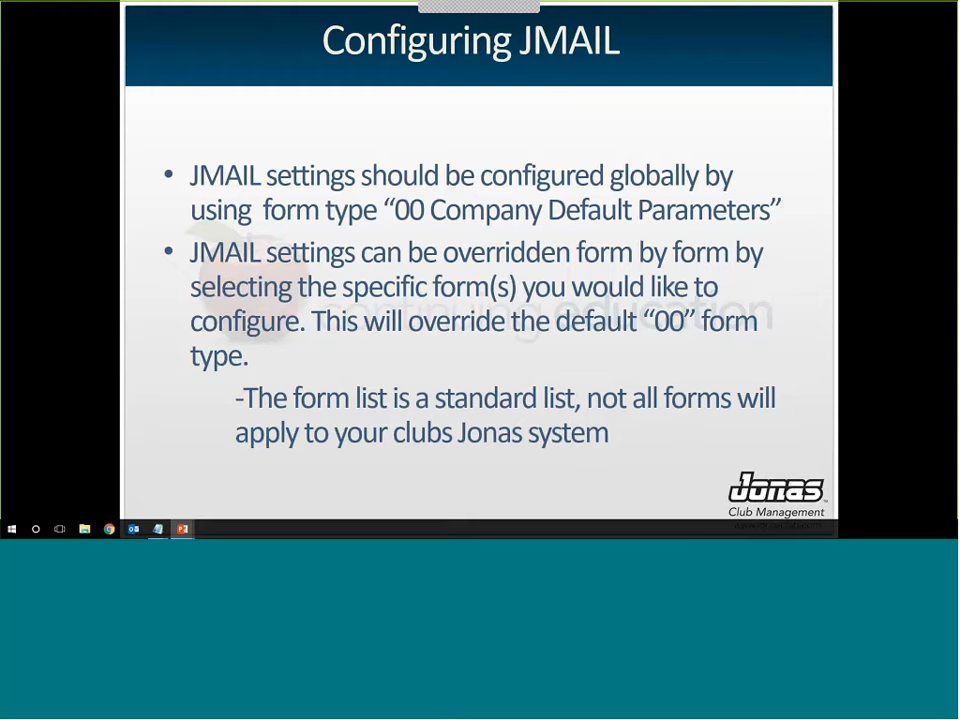 Configuring JMAIL
• JMAIL settings should be configured globally by
using form type “00 Company Default Parameters”
• JMAIL settings can be overridden form by form by
selecting the specific form(s) you would like to
continuing education
configure. This will override the default “00” form
type.
-The form list is a standard list, not all forms will
apply to your clubs Jonas system
Jonas
Club Management